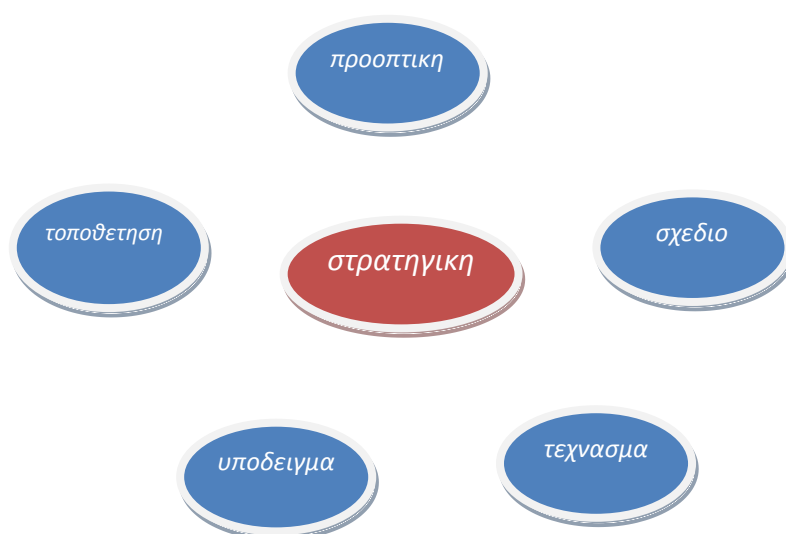 προοπτικη
τοποθετηση
στρατηγικη
σχεδιο
υποδειγμα
τεχνασμα